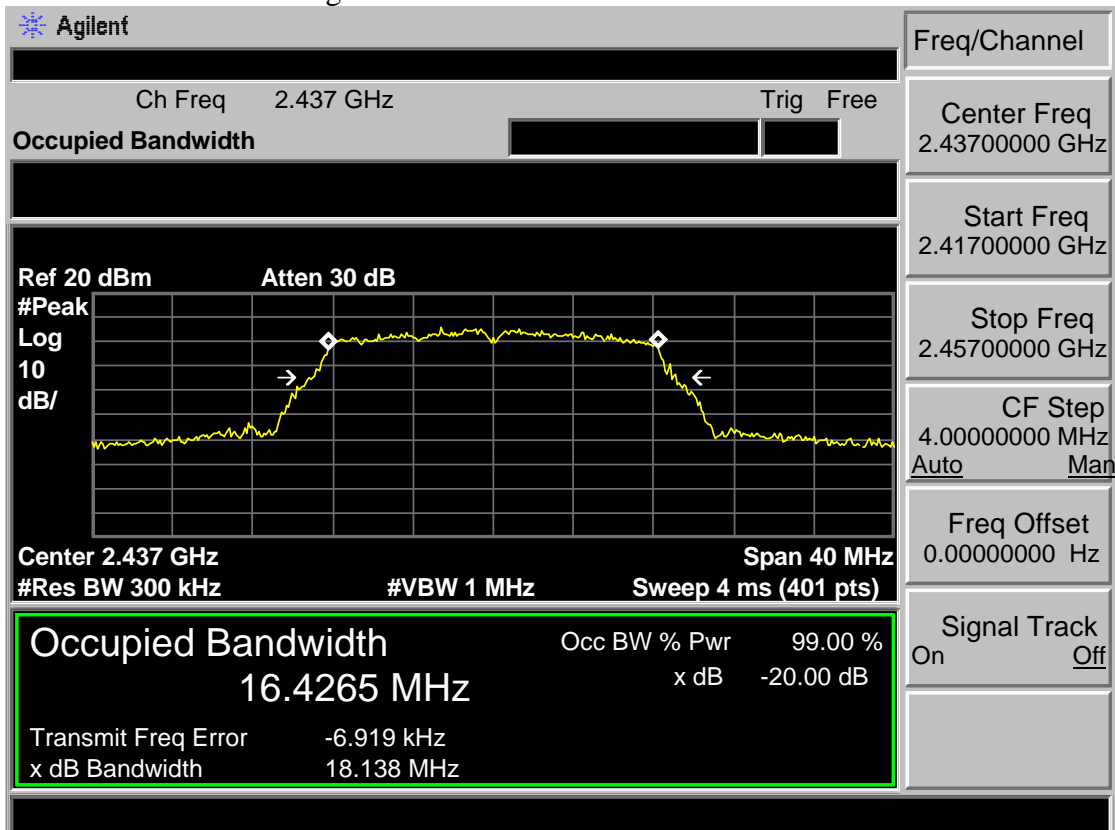 Agilent
Freq/Channel
Ch Freq 2.437 GHz Trig Free
Occupied Bandwidth
Center Freq
2.43700000 GHz
Start Freq
2.41700000 GHz
Stop Freq
2.45700000 GHz
CF Step
4.00000000 MHz
Auto Man
Freq Offset
0.00000000 Hz
Signal Track
On Off
Ref 20 dBm Atten 30 dB
#Peak
Log
10
dB/
Center 2.437 GHz Span 40 MHz
#Res BW 300 kHz #VBW 1 MHz Sweep 4 ms (401 pts)
Occupied Bandwidth Occ BW % Pwr 99.00 %
16.4265 MHz x dB -20.00 dB
Transmit Freq Error -6.919 kHz
x dB Bandwidth 18.138 MHz